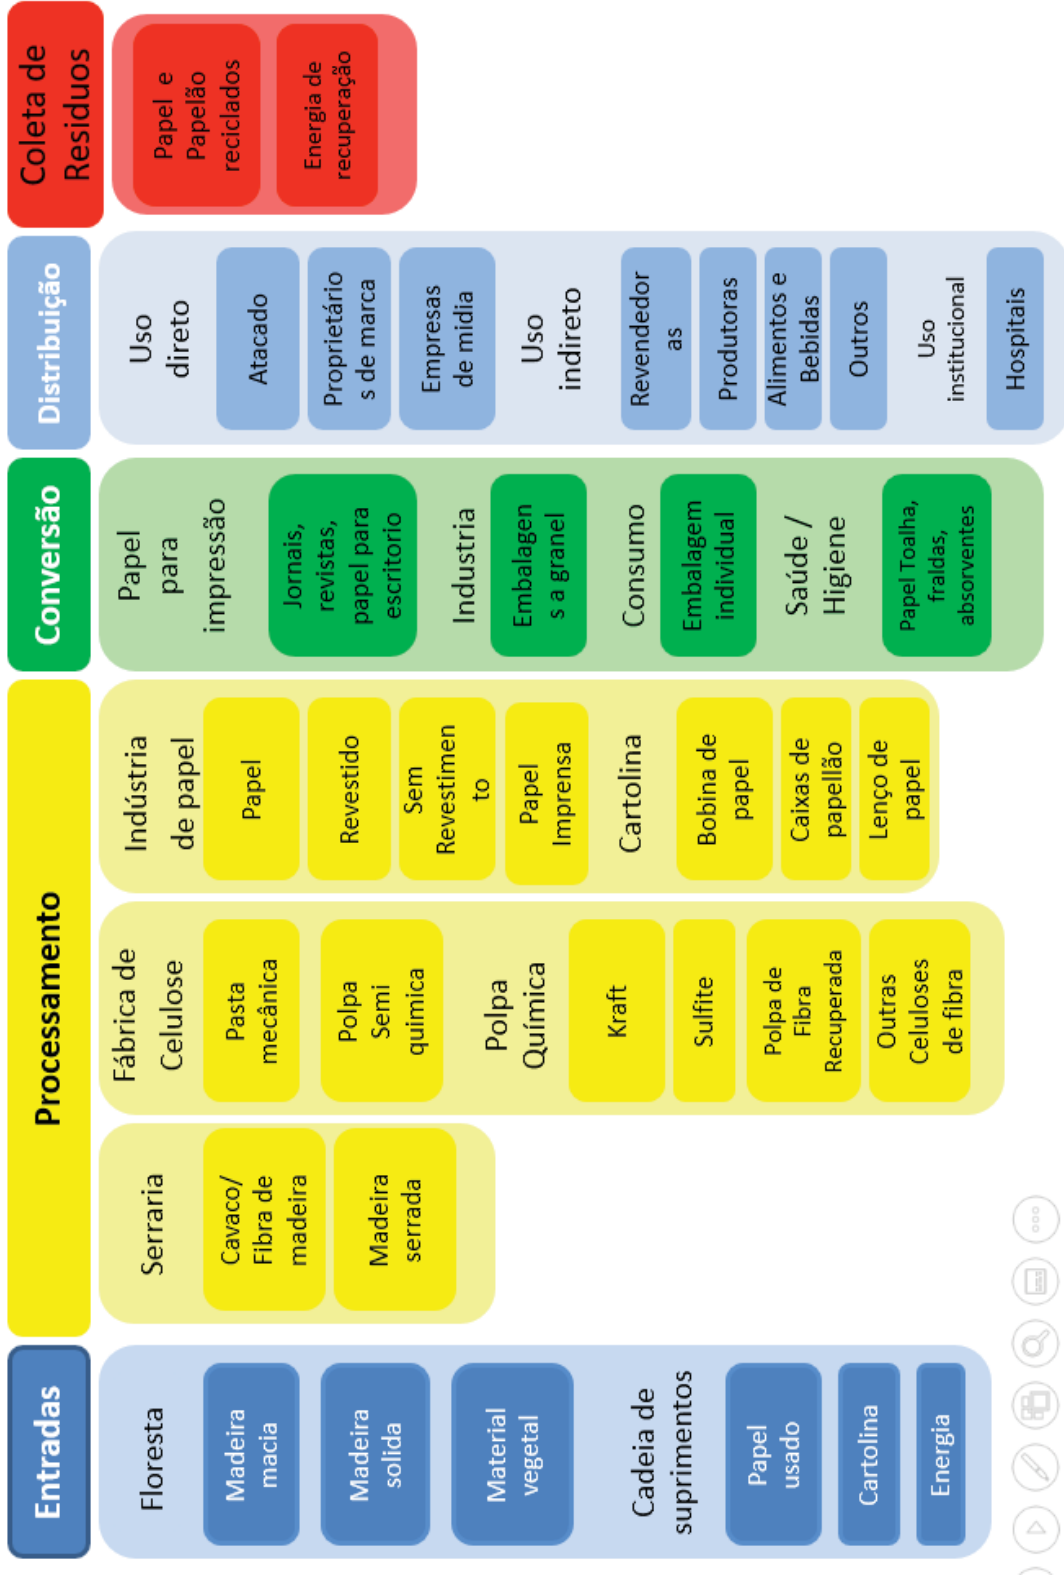 Entradas
Floresta
Madeira
macia
Madeira
solida
Material
vegetal
Cadeia de
suprimentos
Papel
usado
Cartolina
Energia
Processamento
Serraria
Cavaco/
Fibra de
madeira
Madeira
serrada
Fábrica de
Celulose
Pasta
mecânica
Polpa
Semi
quimica
Polpa
Química
Kraft
Sulfite
Polpa de
Fibra
Recuperada
Outras
Celuloses
de fibra
Indústria
de papel
Papel
Revestido
Sem
Revestimen
to
Papel
Imprensa
Cartolina
Bobina de
papel
Caixas de
papellão
Lenço de
papel
Conversão
Papel
para
impressão
Jornais,
revistas,
papel para
escritorio
Industria
Embalagen
s a granel
Consumo
Embalagem
individual
Saúde /
Higiene
Papel Toalha,
fraldas,
absorventes
Distribuição
Uso
direto
Atacado
Proprietário
s de marca
Empresas
de midia
Uso
indireto
Revendedor
as
Produtoras
Alimentos e
Bebidas
Outros
Uso
institucional
Hospitais
Coleta de
Residuos
Papel e
Papelão
reciclados
Energia de
recuperação